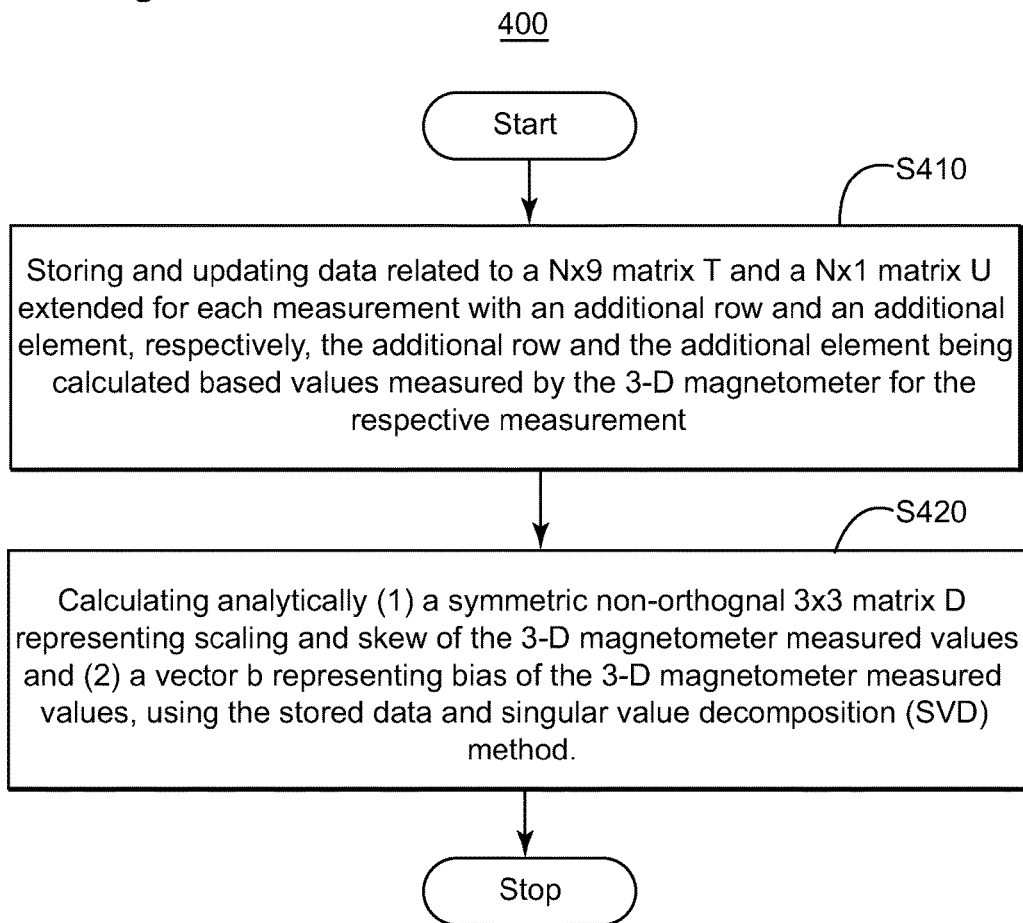 400
Start
S410
Storing and updating data related to a Nx9 matrix T and a Nx1 matrix U
extended for each measurement with an additional row and an additional
element, respectively, the additional row and the additional element being
calculated based values measured by the 3-D magnetometer for the
respective measurement
S420
Calculating analytically (1) a symmetric non-orthognal 3x3 matrix D
representing scaling and skew of the 3-D magnetometer measured values
and (2) a vector b representing bias of the 3-D magnetometer measured
values, using the stored data and singular value decomposition (SVD)
method.
Stop